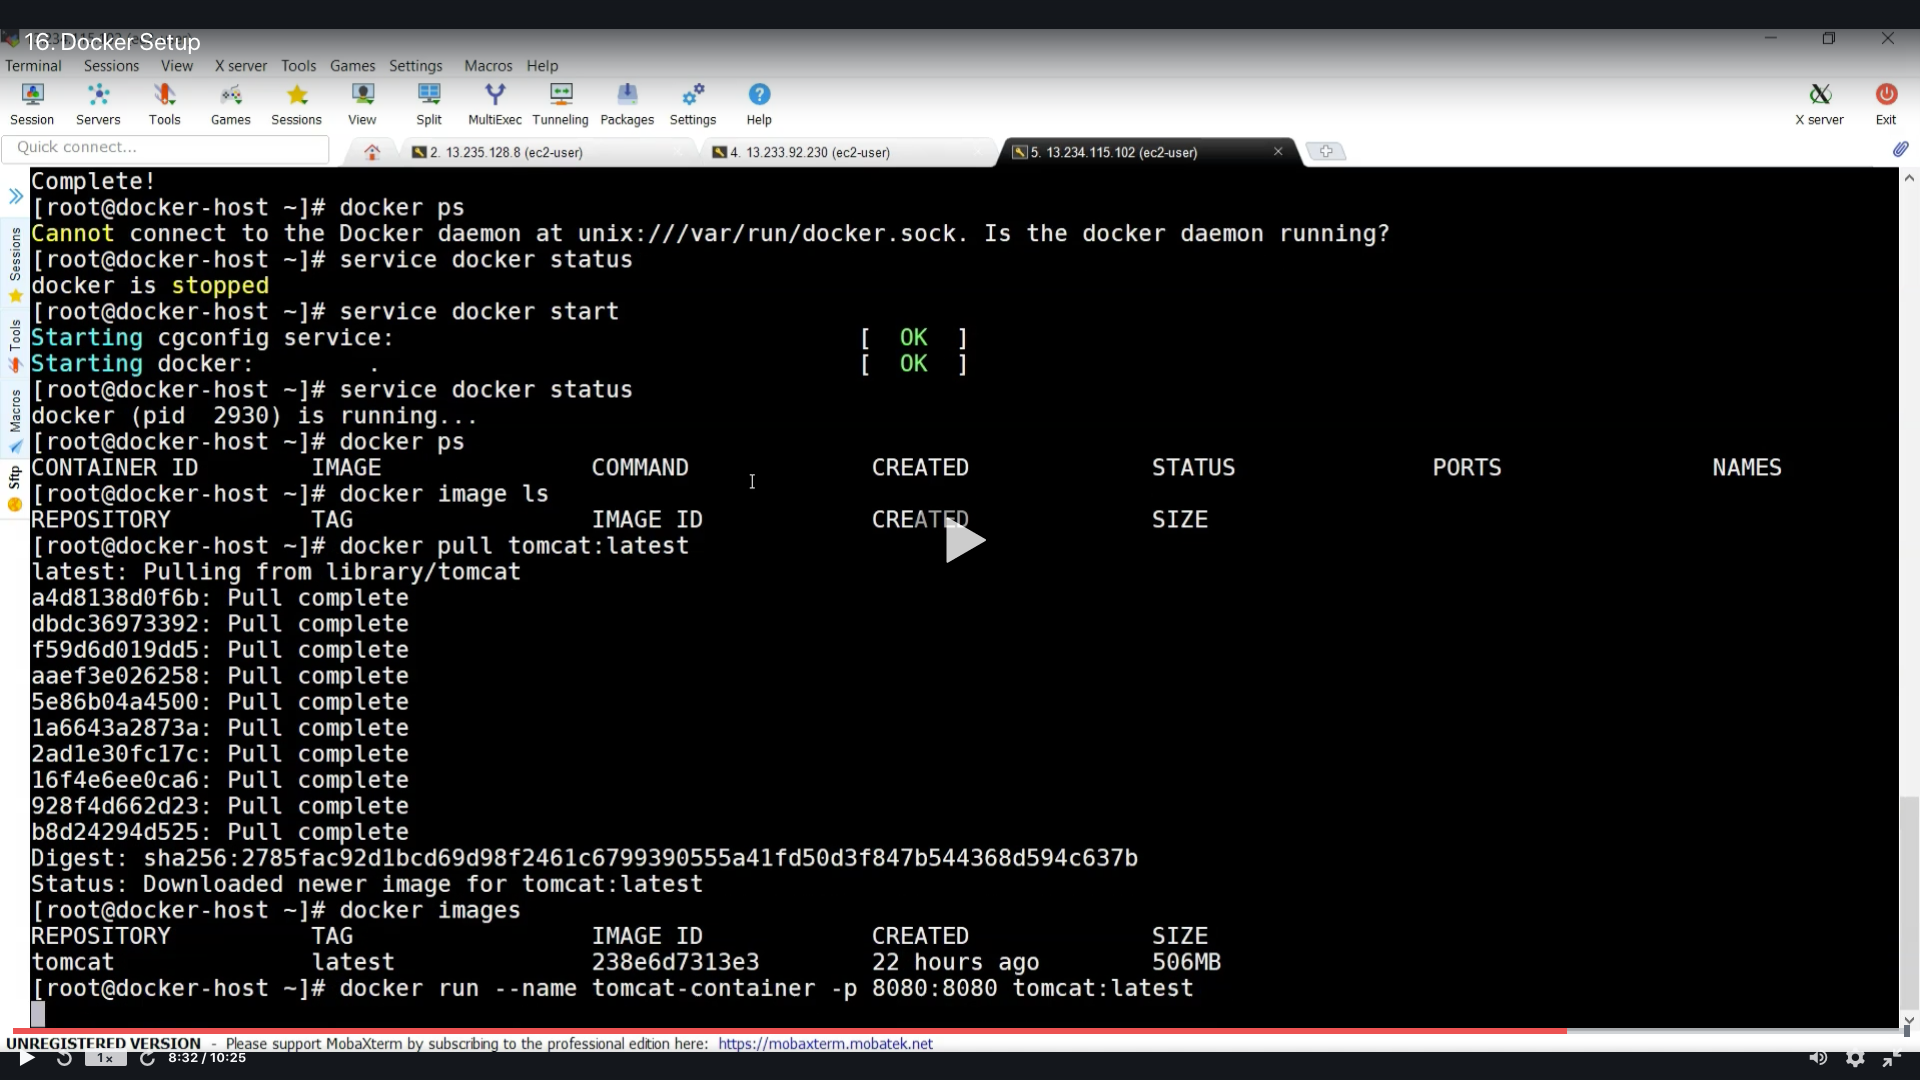 16. Docker Setup
Terminal Sessions View X server Tools Games Settings Macros Help
Session Servers Tools Games Sessions View Split MultiExec Tunneling Packages Settings Help X server Exit
Quick connect... 2. 13.235.128.8 (ec2-user) 4. 13.233.92.230 (ec2-user) 5. 13.234.115.102 (ec2-user)
Sessions
Tools
Macros
Sftp
Complete!
[root@docker-host ~]# docker ps
Cannot connect to the Docker daemon at unix:///var/run/docker.sock. Is the docker daemon running?
[root@docker-host ~]# service docker status
docker is stopped
[root@docker-host ~]# service docker start
Starting cgconfig service: [ OK ]
Starting docker: . [ OK ]
[root@docker-host ~]# service docker status
docker (pid 2930) is running...
[root@docker-host ~]# docker ps
CONTAINER ID IMAGE COMMAND CREATED STATUS PORTS NAMES
[root@docker-host ~]# docker image ls
REPOSITORY TAG IMAGE ID CREATED SIZE
[root@docker-host ~]# docker pull tomcat:latest
latest: Pulling from library/tomcat
a4d8138d0f6b: Pull complete
dbdc36973392: Pull complete
f59d6d019dd5: Pull complete
aaef3e026258: Pull complete
5e86b04a4500: Pull complete
1a6643a2873a: Pull complete
2ad1e30fc17c: Pull complete
16f4e6ee0ca6: Pull complete
928f4d662d23: Pull complete
b8d24294d525: Pull complete
Digest: sha256:2785fac92d1bcd69d98f2461c6799390555a41fd50d3f847b544368d594c637b
Status: Downloaded newer image for tomcat:latest
[root@docker-host ~]# docker images
REPOSITORY TAG IMAGE ID CREATED SIZE
tomcat latest 238e6d7313e3 22 hours ago 506MB
[root@docker-host ~]# docker run --name tomcat-container -p 8080:8080 tomcat:latest
UNREGISTERED VERSION - Please support MobaXterm by subscribing to the professional edition here: https://mobaxterm.mobatek.net
1x 8:32 / 10:25